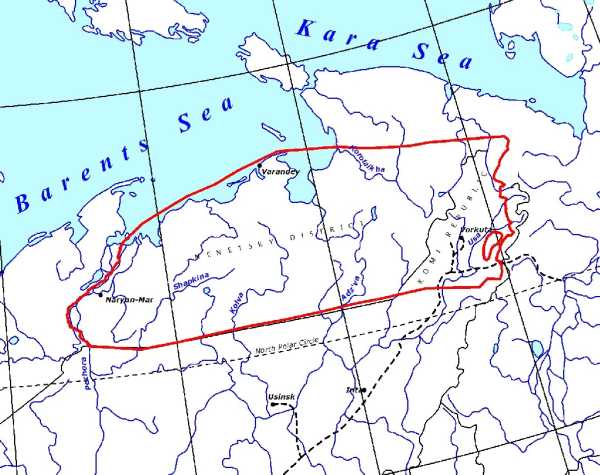 Kara Sea
Barents Sea
Varandey
Korotaikha
NENETSKY DISTRICT
KOMI REPUBLIC
Vorkuta
Usa
Shapkina
Kolva
Adzva
Naryan-Mar
North Polar Circle
Pechora
Usinsk
Inta